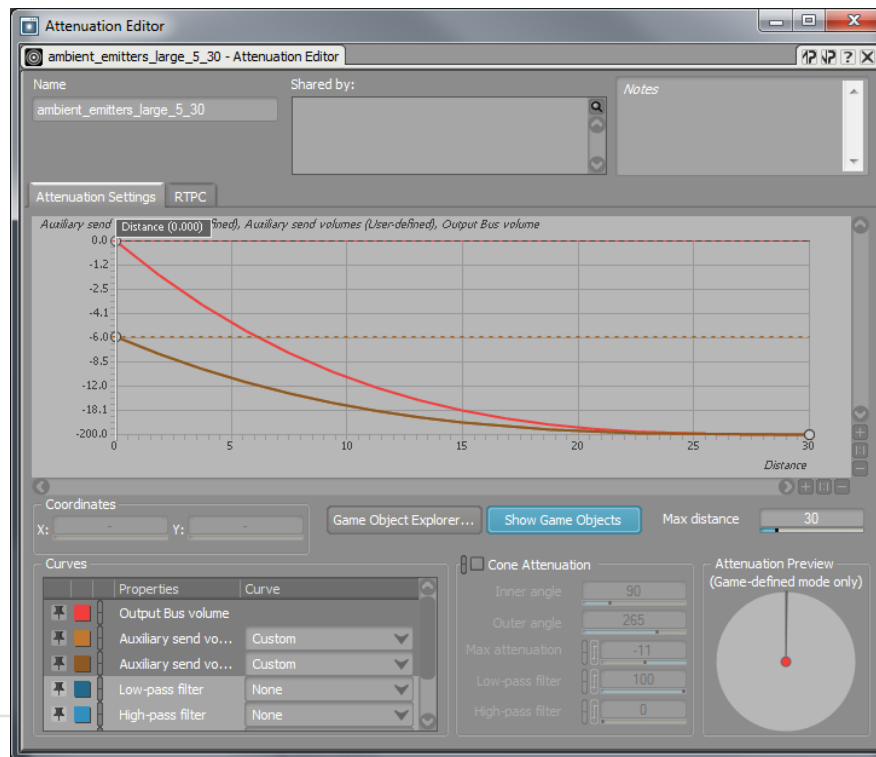 Attenuation Editor
ambient_emitters_large_5_30 - Attenuation Editor
Name
Shared by:
Notes
ambient_emitters_large_5_30
Attenuation Settings RTPC
Auxiliary send fined), Auxiliary send volumes (User-defined), Output Bus volume
Distance (0.000)
0.0
-1.2
-2.5
-4.1
-6.0
-8.5
-12.0
-18.1
-200.0
0 5 10 15 20 25 30
Distance
1:1
1:1
Coordinates
X: - Y: -
Game Object Explorer...
Show Game Objects
Max distance 30
Curves
Properties Curve
Output Bus volume
Auxiliary send vo... Custom
Auxiliary send vo... Custom
Low-pass filter None
High-pass filter None
Cone Attenuation
Inner angle 90
Outer angle 265
Max attenuation -11
Low-pass filter 100
High-pass filter 0
Attenuation Preview
(Game-defined mode only)